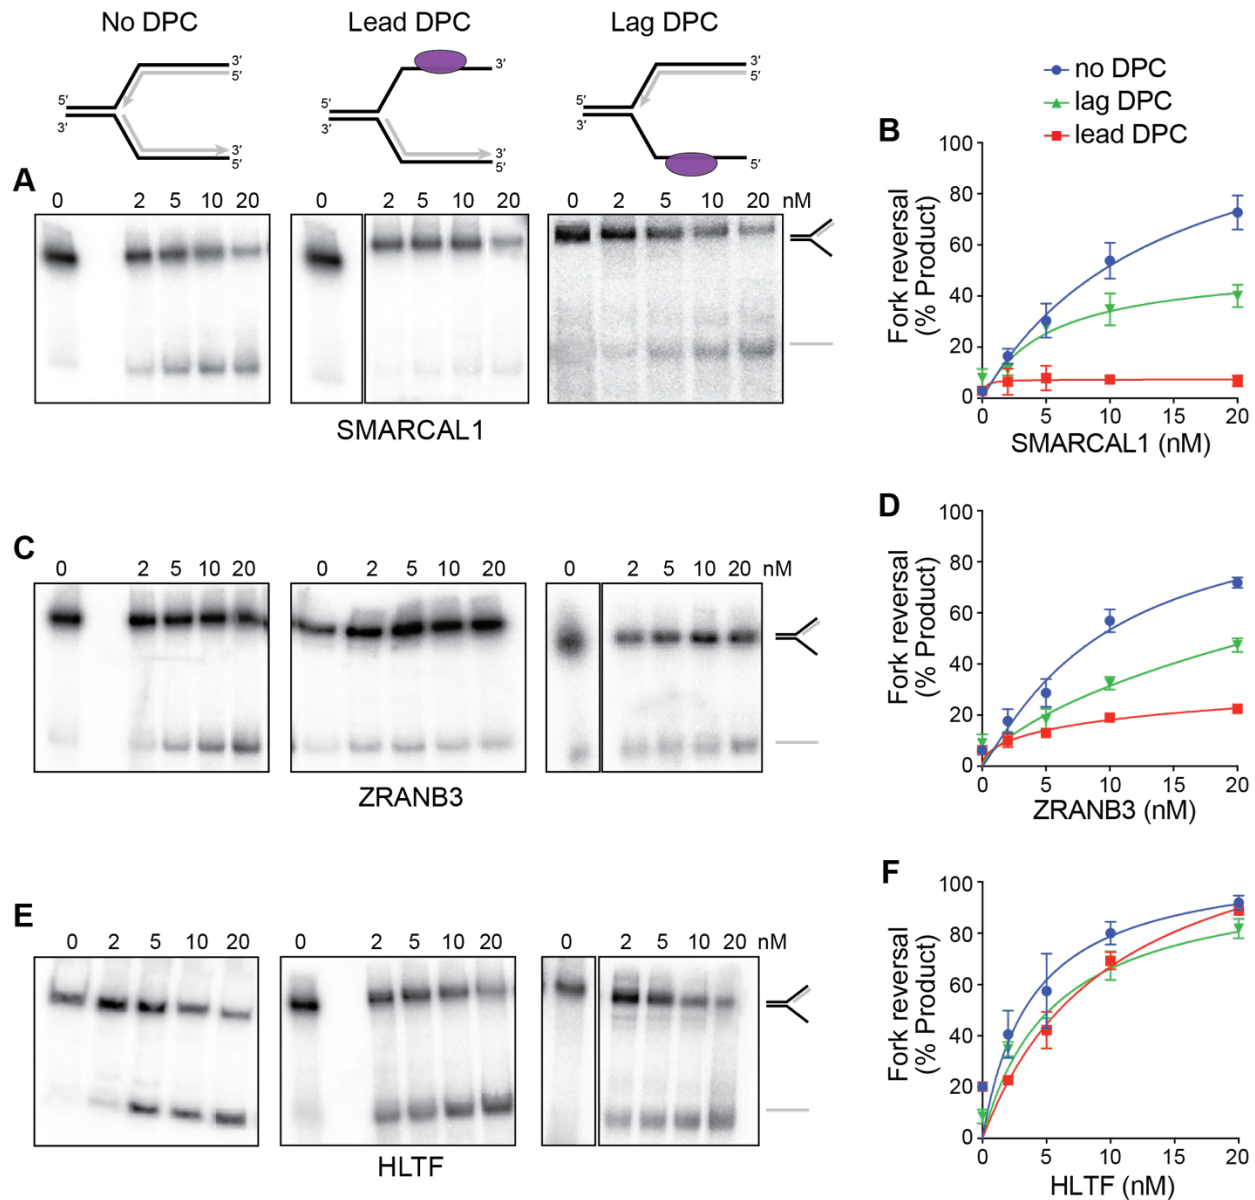 No DPC Lead DPC Lag DPC
3′ 5′ 5′ 3′ 3′ 5′
3′ 5′ 3′ 3′ 5′
3′ 5′ 5′ 3′ 5′
A
0 2 5 10 20 0 2 5 10 20 0 2 5 10 20 nM
SMARCAL1
no DPC
lag DPC
lead DPC
B
Fork reversal
(% Product)
100
80
60
40
20
0
0 5 10 15 20
SMARCAL1 (nM)
C
0 2 5 10 20 0 2 5 10 20 nM 0 2 5 10 20 nM
ZRANB3
D
Fork reversal
(% Product)
100
80
60
40
20
0
0 5 10 15 20
ZRANB3 (nM)
E
0 2 5 10 20 0 2 5 10 20 0 2 5 10 20 nM
HLTF
F
Fork reversal
(% Product)
100
80
60
40
20
0
0 5 10 15 20
HLTF (nM)